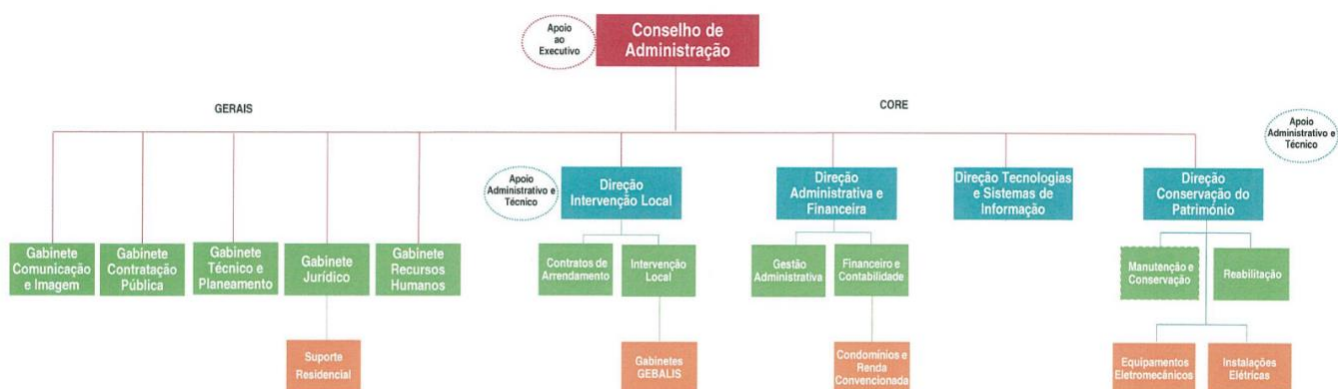 Apoio
ao
Executivo
Conselho de
Administração
GERAIS
CORE
Apoio
Administrativo e
Técnico
Apoio
Administrativo e
Técnico
Direção
Intervenção Local
Direção
Administrativa e
Financeira
Direção Tecnologias
e Sistemas de
Informação
Direção
Conservação do
Património
Gabinete
Comunicação
e Imagem
Gabinete
Contratação
Pública
Gabinete
Técnico e
Planeamento
Gabinete
Jurídico
Gabinete
Recursos
Humanos
Contratos de
Arrendamento
Intervenção
Local
Gestão
Administrativa
Financeiro e
Contabilidade
Manutenção e
Conservação
Reabilitação
Suporte
Residencial
Gabinetes
GEBALIS
Condomínios e
Renda
Convencionada
Equipamentos
Eletromecânicos
Instalações
Elétricas